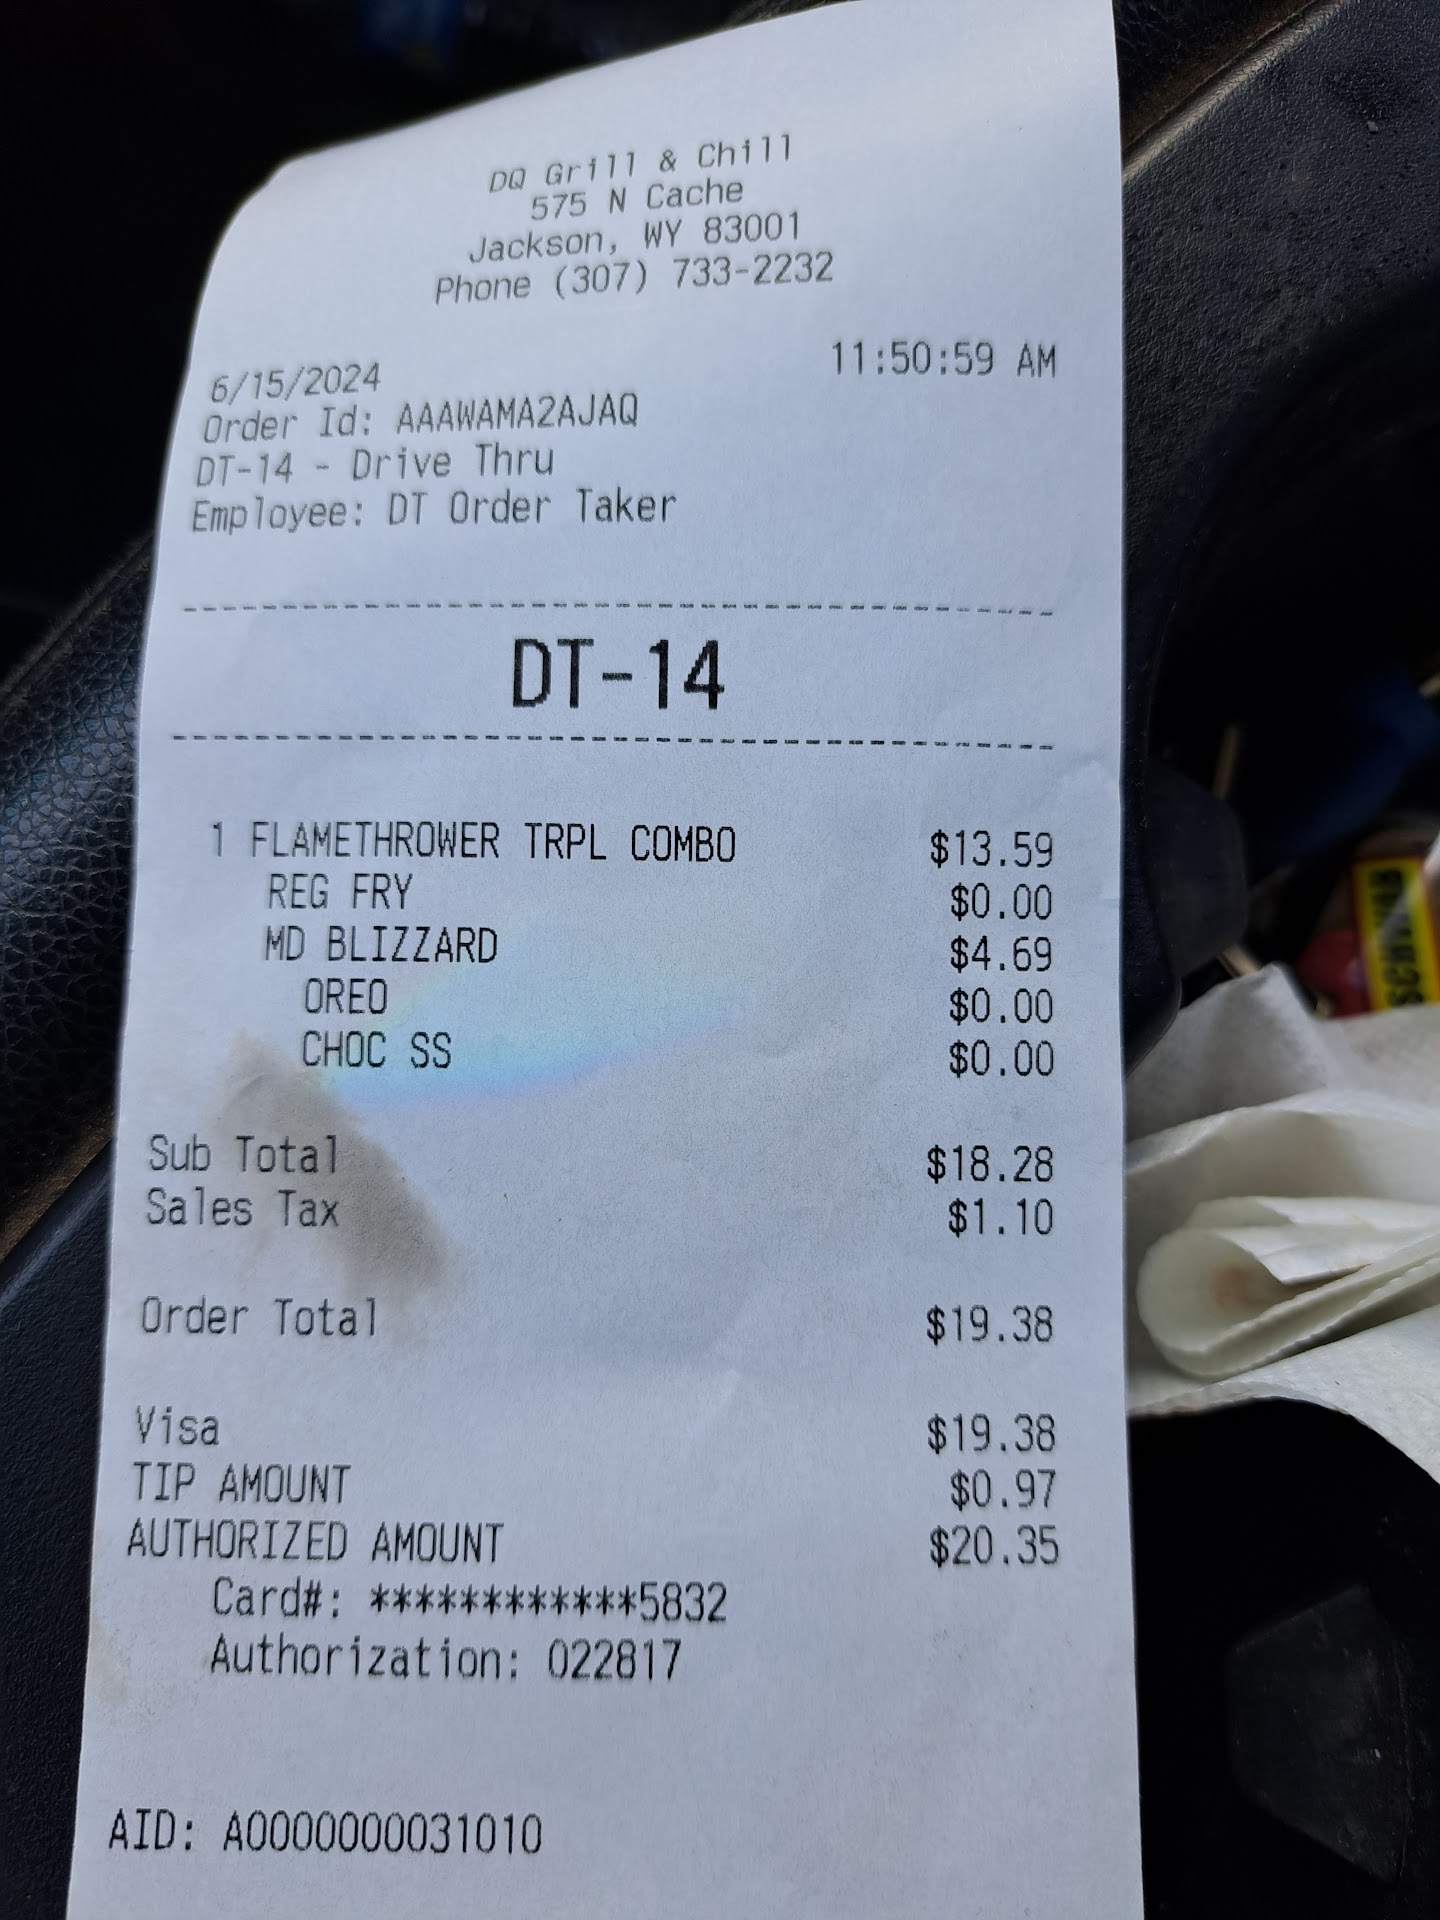 DQ Grill & Chill
575 N Cache
Jackson, WY 83001
Phone (307) 733-2232
6/15/2024 11:50:59 AM
Order Id: AAAWAMA2AJAQ
DT-14 - Drive Thru
Employee: DT Order Taker
DT-14
1 FLAMETHROWER TRPL COMBO $13.59
REG FRY $0.00
MD BLIZZARD $4.69
OREO $0.00
CHOC SS $0.00
Sub Total $18.28
Sales Tax $1.10
Order Total $19.38
Visa $19.38
TIP AMOUNT $0.97
AUTHORIZED AMOUNT $20.35
Card#: ************5832
Authorization: 022817
AID: A0000000031010
SCHWAB